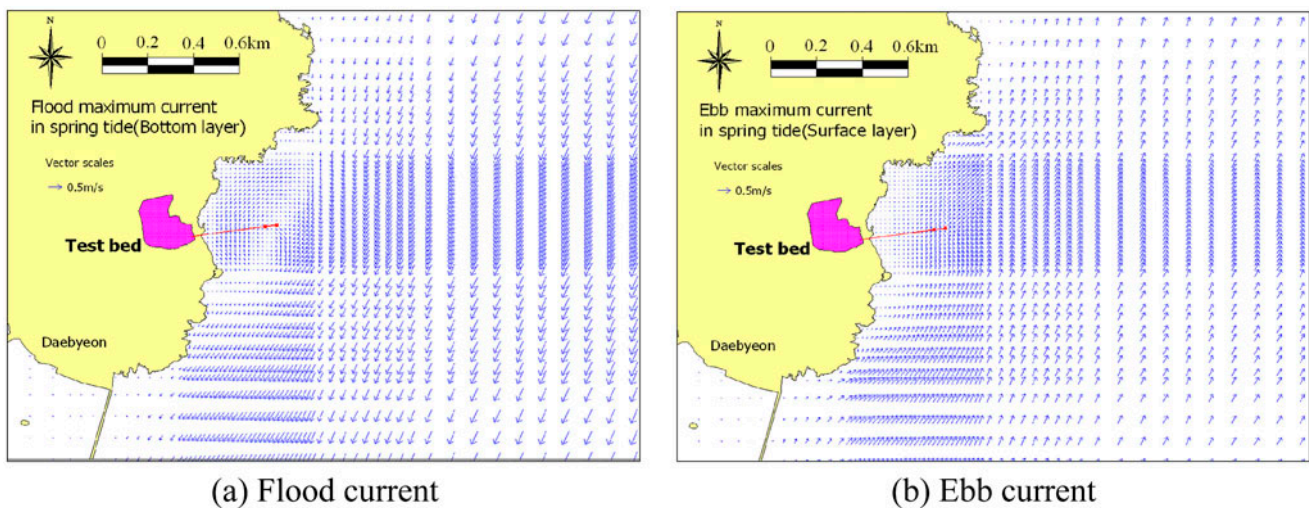 0 0.2 0.4 0.6km
Flood maximum current
in spring tide(Bottom layer)
Vector scales
0.5m/s
Test bed
Daebyeon
(a) Flood current
0 0.2 0.4 0.6km
Ebb maximum current
in spring tide(Surface layer)
Vector scales
0.5m/s
Test bed
Daebyeon
(b) Ebb current